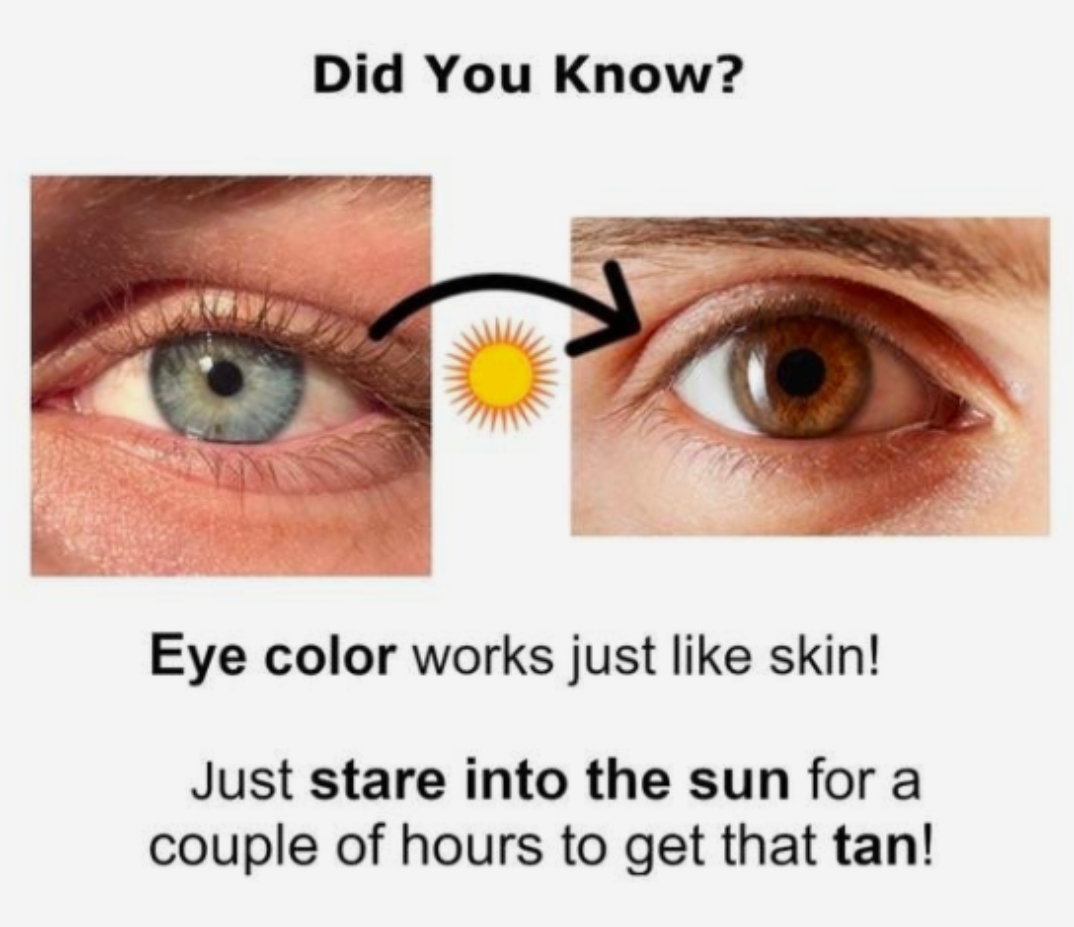 Did You Know?
Eye color works just like skin!
Just stare into the sun for a
couple of hours to get that tan!